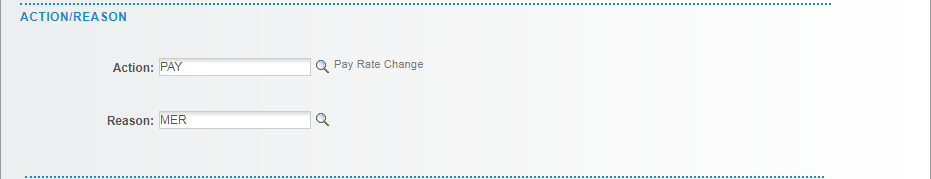 ACTION/REASON
Action: PAY Pay Rate Change
Reason: MER